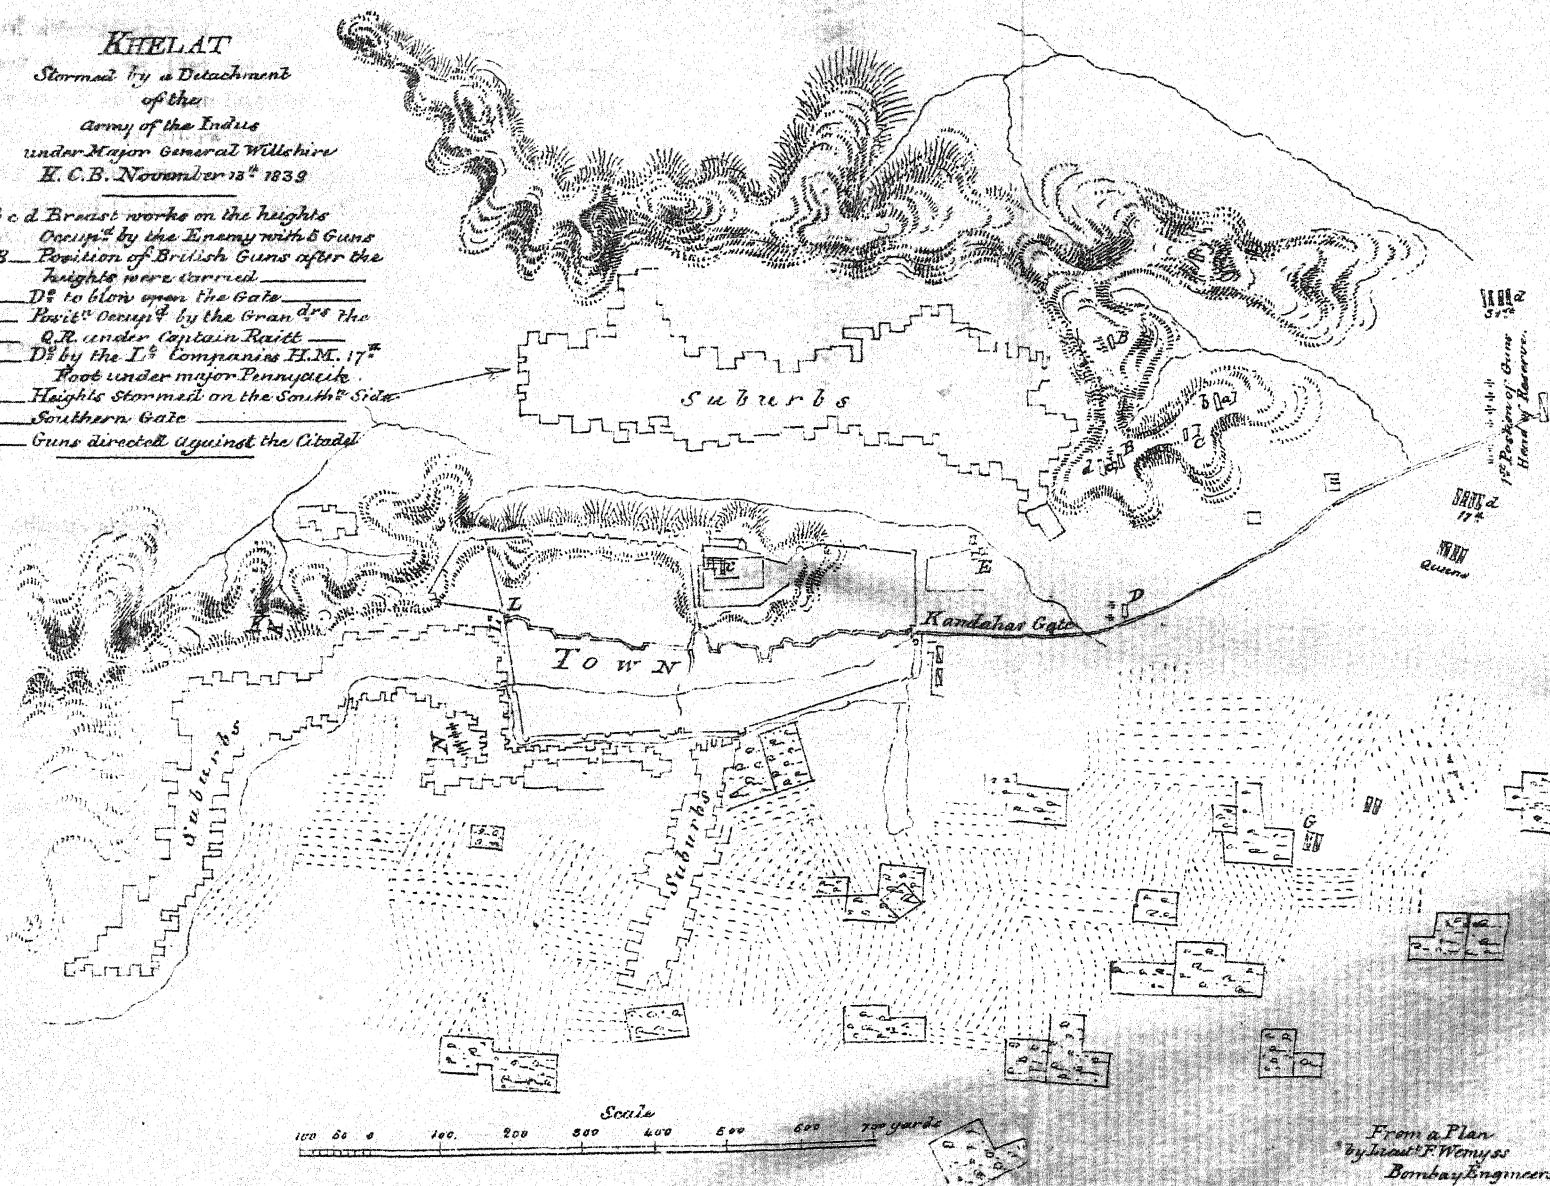 KHELAT
Stormed by a Detachment
of the
Army of the Indus
under Major General Willshire
K.C.B. November 13th 1839
c d Breast works on the heights
Occupd by the Enemy with 5 Guns
B Position of British Guns after the
heights were carried
Do to blow open the Gate
Positn Occupd by the Grandrs the
Q.R. under Captain Raitt
Do by the Lt Companies H.M. 17th
Foot under major Pennycuik
Heights stormed on the Southn Side
Southern Gate
Guns directed against the Citadel
Suburbs
B
b a
c
d B
31st d
1st Position of Guns
Head of Reserve.
17th d
Queens
E
D
Kandahar Gate
L
F
K
c
TOWN
N
Suburbs
Suburbs
G
Scale
100 50 0 100. 200 300 400 500 600 700 yards
From a Plan
by Lieutt F. Wemyss
Bombay Engineers